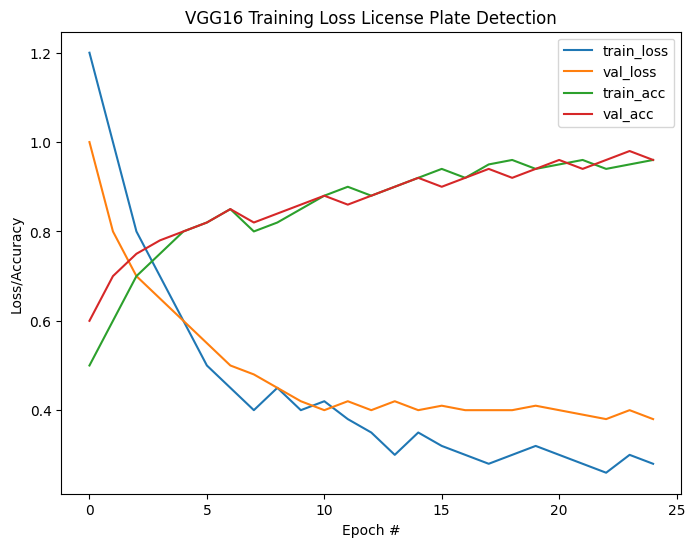 VGG16 Training Loss License Plate Detection
train_loss
val_loss
train_acc
val_acc
Loss/Accuracy
1.2
1.0
0.8
0.6
0.4
0 5 10 15 20 25
Epoch #